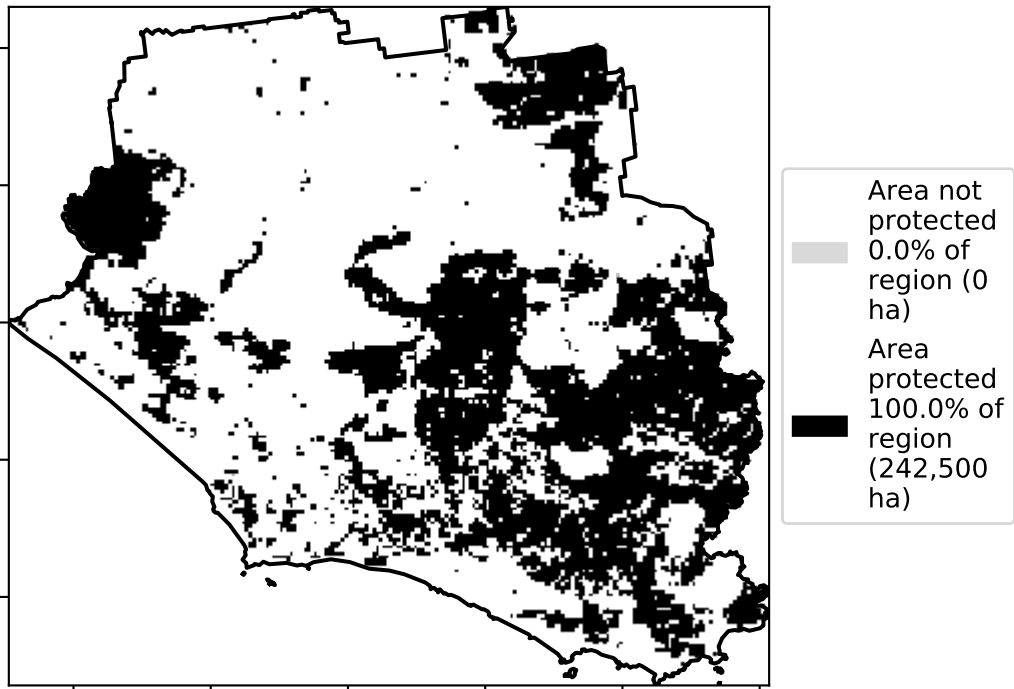 Area not
protected
0.0% of
region (0
ha)
Area
protected
100.0% of
region
(242,500
ha)